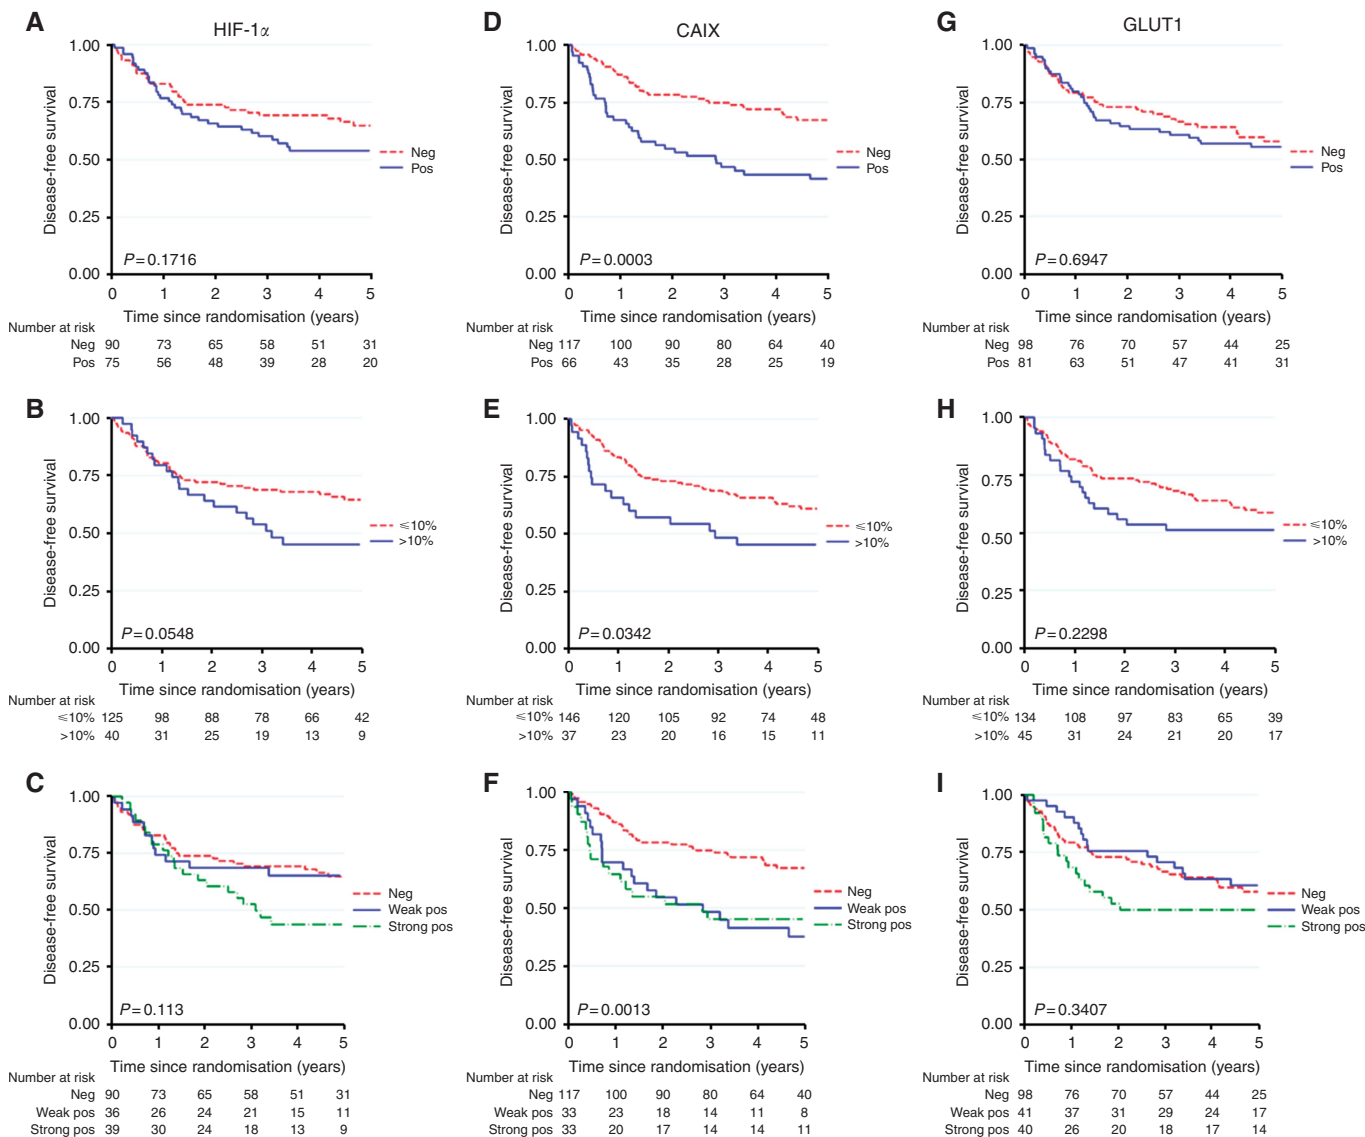 A
HIF-1α
1.00
0.75
0.50
0.25
0.00
Disease-free survival
Neg
Pos
P=0.1716
0 1 2 3 4 5
Time since randomisation (years)
Number at risk
Neg 90 73 65 58 51 31
Pos 75 56 48 39 28 20
D
CAIX
1.00
0.75
0.50
0.25
0.00
Disease-free survival
Neg
Pos
P=0.0003
0 1 2 3 4 5
Time since randomisation (years)
Number at risk
Neg 117 100 90 80 64 40
Pos 66 43 35 28 25 19
G
GLUT1
1.00
0.75
0.50
0.25
0.00
Disease-free survival
Neg
Pos
P=0.6947
0 1 2 3 4 5
Time since randomisation (years)
Number at risk
Neg 98 76 70 57 44 25
Pos 81 63 51 47 41 31
B
1.00
0.75
0.50
0.25
0.00
Disease-free survival
⩽10%
>10%
P=0.0548
0 1 2 3 4 5
Time since randomisation (years)
Number at risk
⩽10% 125 98 88 78 66 42
>10% 40 31 25 19 13 9
E
1.00
0.75
0.50
0.25
0.00
Disease-free survival
⩽10%
>10%
P=0.0342
0 1 2 3 4 5
Time since randomisation (years)
Number at risk
⩽10% 146 120 105 92 74 48
>10% 37 23 20 16 15 11
H
1.00
0.75
0.50
0.25
0.00
Disease-free survival
⩽10%
>10%
P=0.2298
0 1 2 3 4 5
Time since randomisation (years)
Number at risk
⩽10% 134 108 97 83 65 39
>10% 45 31 24 21 20 17
C
1.00
0.75
0.50
0.25
0.00
Disease-free survival
Neg
Weak pos
Strong pos
P=0.113
0 1 2 3 4 5
Time since randomisation (years)
Number at risk
Neg 90 73 65 58 51 31
Weak pos 36 26 24 21 15 11
Strong pos 39 30 24 18 13 9
F
1.00
0.75
0.50
0.25
0.00
Disease-free survival
Neg
Weak pos
Strong pos
P=0.0013
0 1 2 3 4 5
Time since randomisation (years)
Number at risk
Neg 117 100 90 80 64 40
Weak pos 33 23 18 14 11 8
Strong pos 33 20 17 14 14 11
I
1.00
0.75
0.50
0.25
0.00
Disease-free survival
Neg
Weak pos
Strong pos
P=0.3407
0 1 2 3 4 5
Time since randomisation (years)
Number at risk
Neg 98 76 70 57 44 25
Weak pos 41 37 31 29 24 17
Strong pos 40 26 20 18 17 14